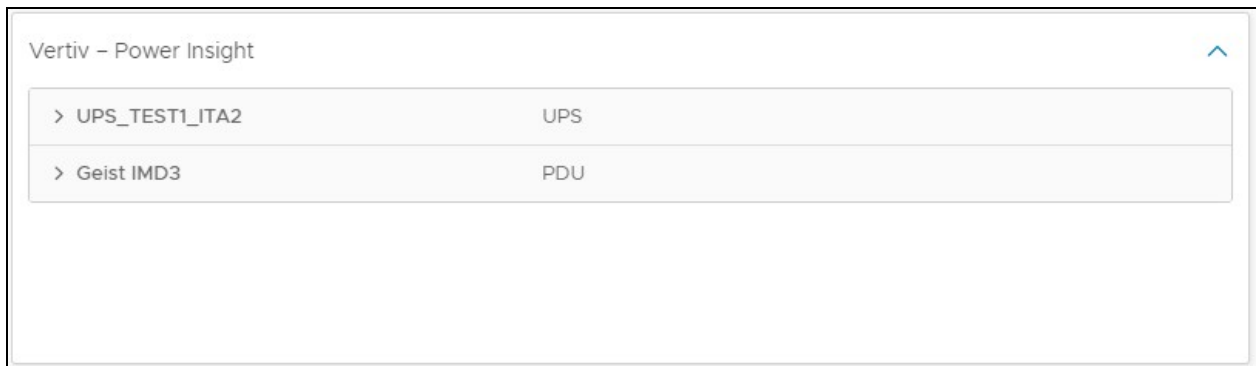 Vertiv – Power Insight
UPS_TEST1_ITA2 UPS
Geist IMD3 PDU